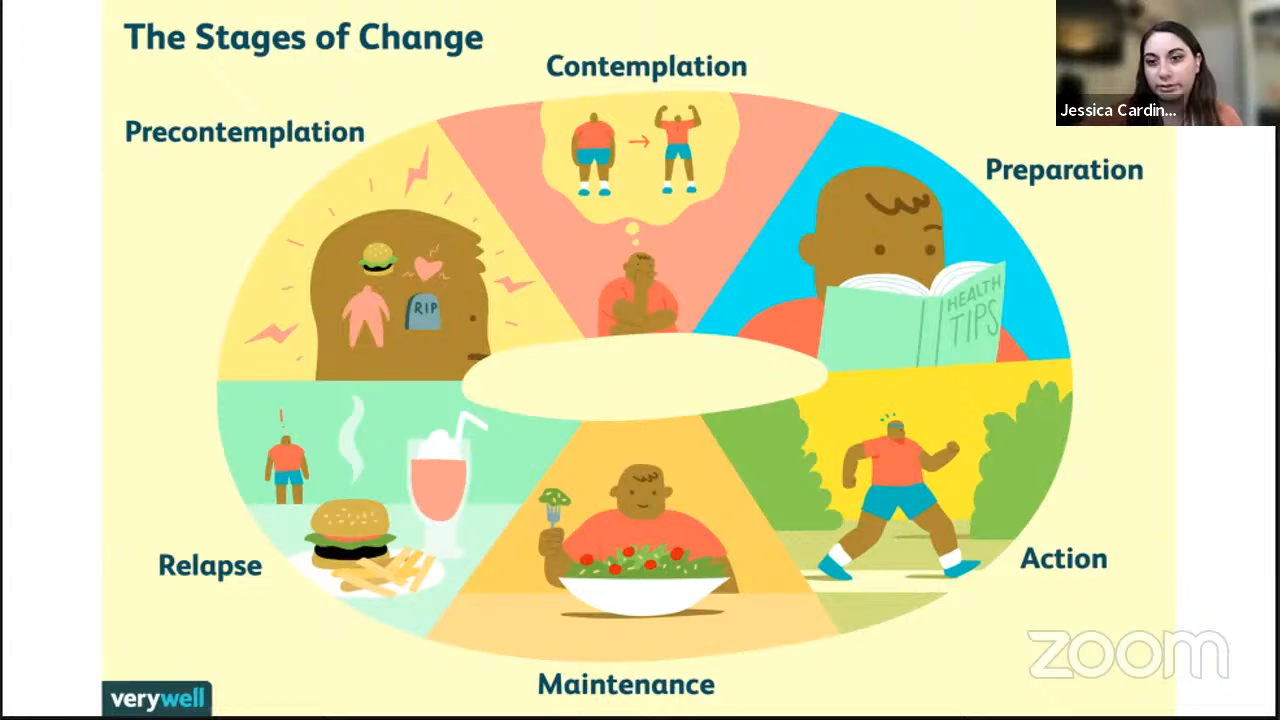 The Stages of Change
Contemplation
Jessica Cardin...
Precontemplation
Preparation
RIP
HEALTH
TIPS
Relapse
Action
zoom
Maintenance
verywell